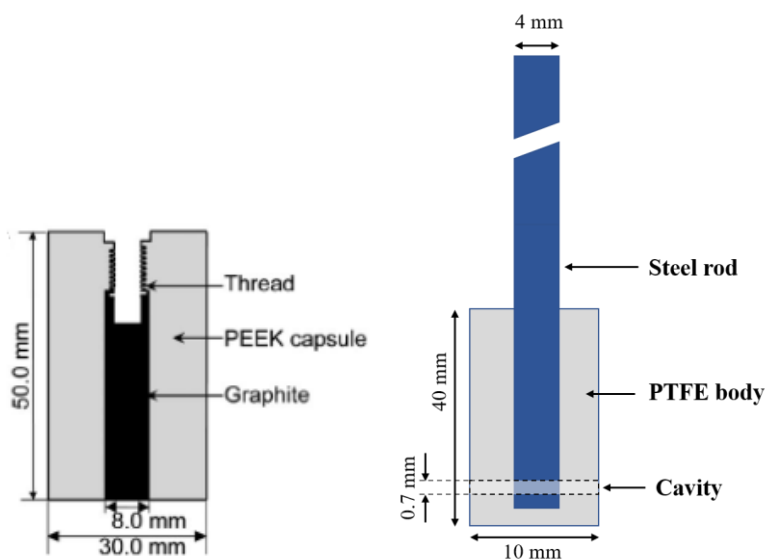 4 mm
Steel rod
Thread
PEEK capsule
Graphite
50.0 mm
8.0 mm
30.0 mm
40 mm
PTFE body
0.7 mm
Cavity
10 mm